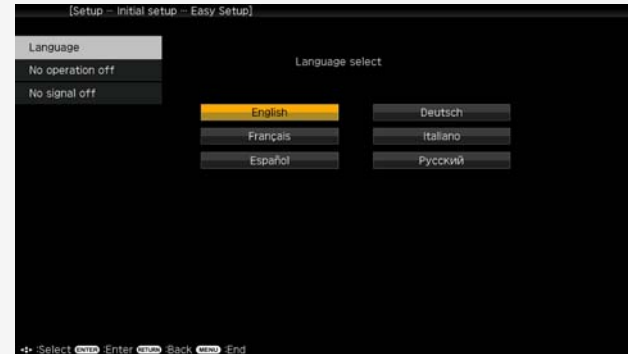 [Setup – Initial setup – Easy Setup]
Language
No operation off
No signal off
Language select
English
Deutsch
Français
Italiano
Español
Русский
:Select ENTER :Enter RETURN :Back MENU :End